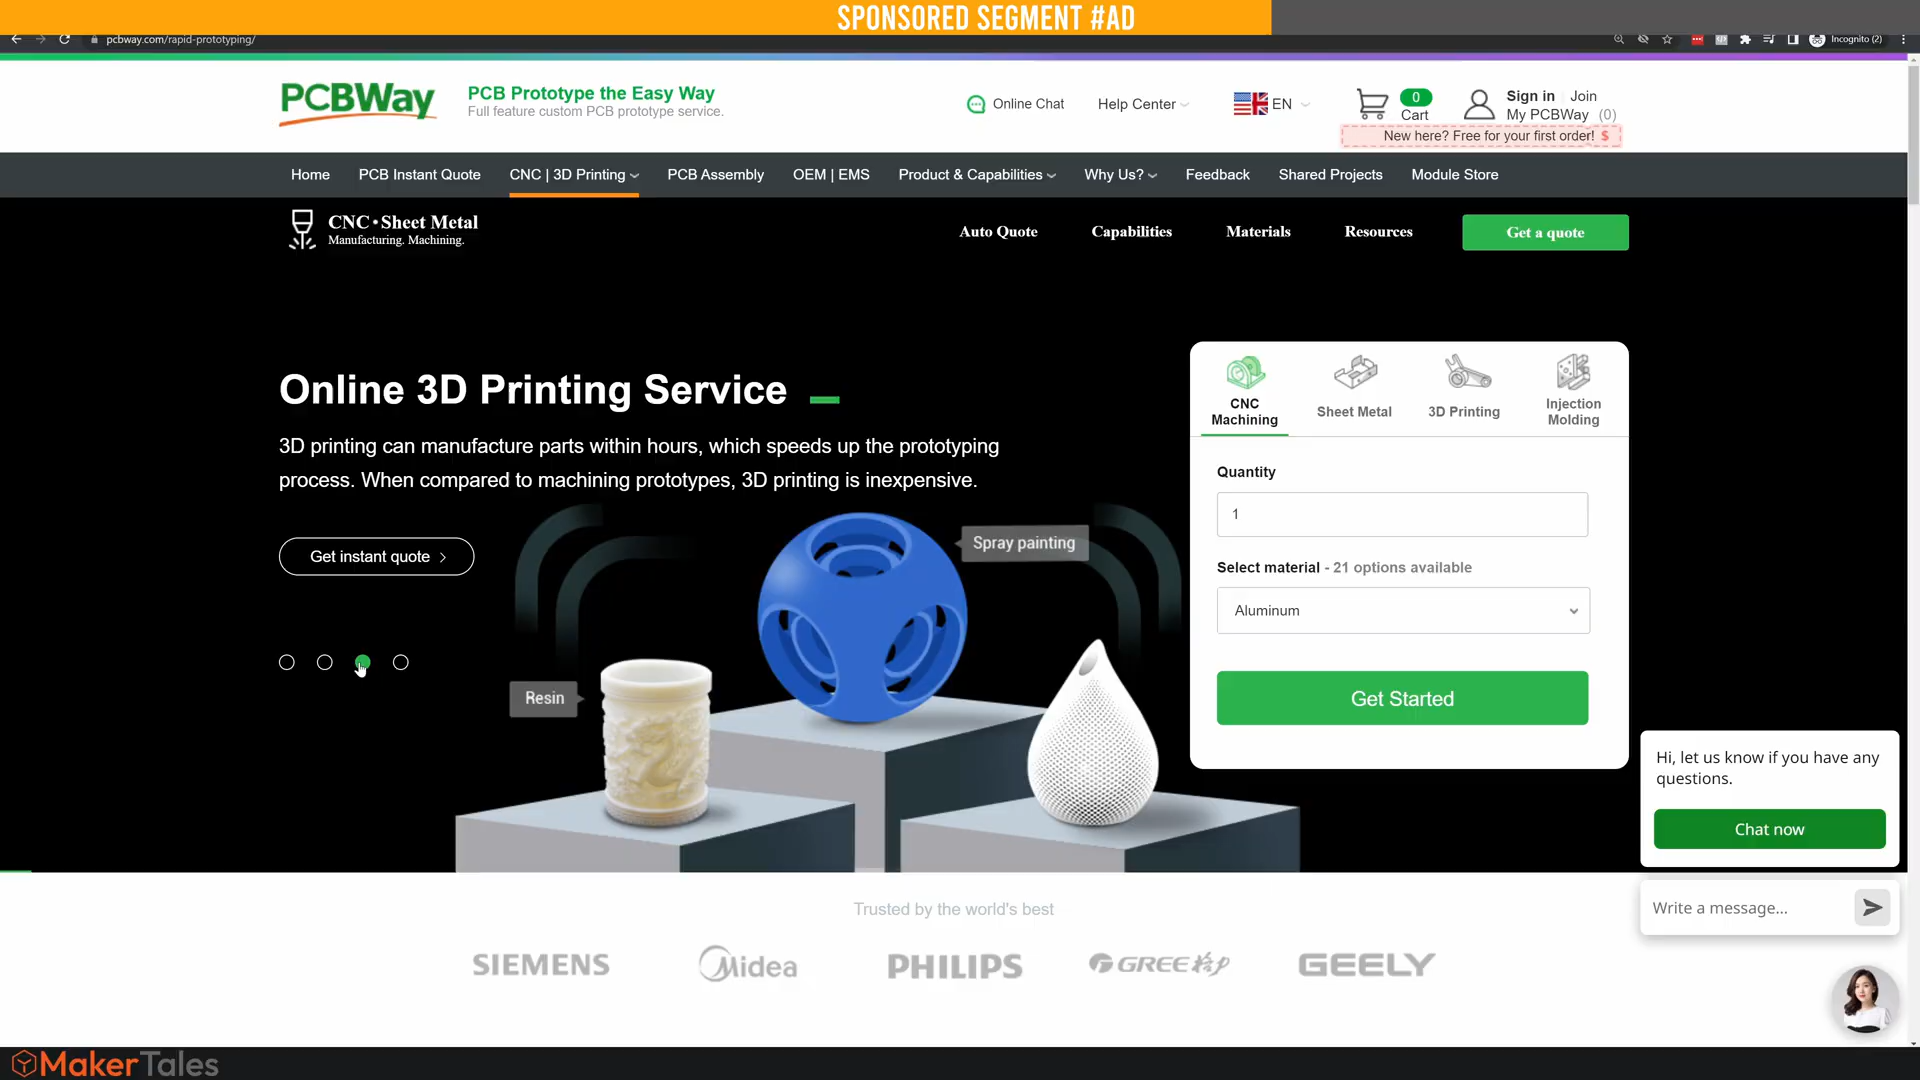 SPONSORED SEGMENT #AD
pcbway.com/rapid-prototyping/
Incognito (2)
PCBWay
PCB Prototype the Easy Way
Full feature custom PCB prototype service.
Online Chat
Help Center
EN
0
Cart
Sign in
Join
My PCBWay (0)
New here? Free for your first order! $
Home
PCB Instant Quote
CNC | 3D Printing
PCB Assembly
OEM | EMS
Product & Capabilities
Why Us?
Feedback
Shared Projects
Module Store
CNC • Sheet Metal
Manufacturing. Machining.
Auto Quote
Capabilities
Materials
Resources
Get a quote
Online 3D Printing Service
3D printing can manufacture parts within hours, which speeds up the prototyping
process. When compared to machining prototypes, 3D printing is inexpensive.
Get instant quote >
Spray painting
Resin
CNC
Machining
Sheet Metal
3D Printing
Injection
Molding
Quantity
1
Select material - 21 options available
Aluminum
Get Started
Hi, let us know if you have any
questions.
Chat now
Write a message...
Trusted by the world's best
SIEMENS
Midea
PHILIPS
GREE格力
GEELY
MakerTales